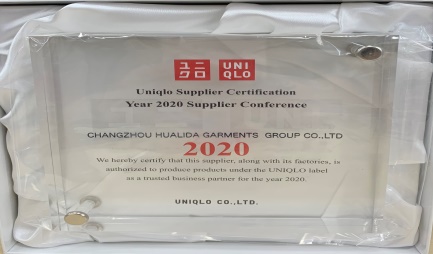 ユニ UNI
クロ QLO
Uniqlo Supplier Certification
Year 2020 Supplier Conference
CHANGZHOU HUALIDA GARMENTS GROUP CO.,LTD
2020
We hereby certify that this supplier, along with its factories, is
authorized to produce products under the UNIQLO label
as a trusted business partner for the year 2020.
UNIQLO CO.,LTD.